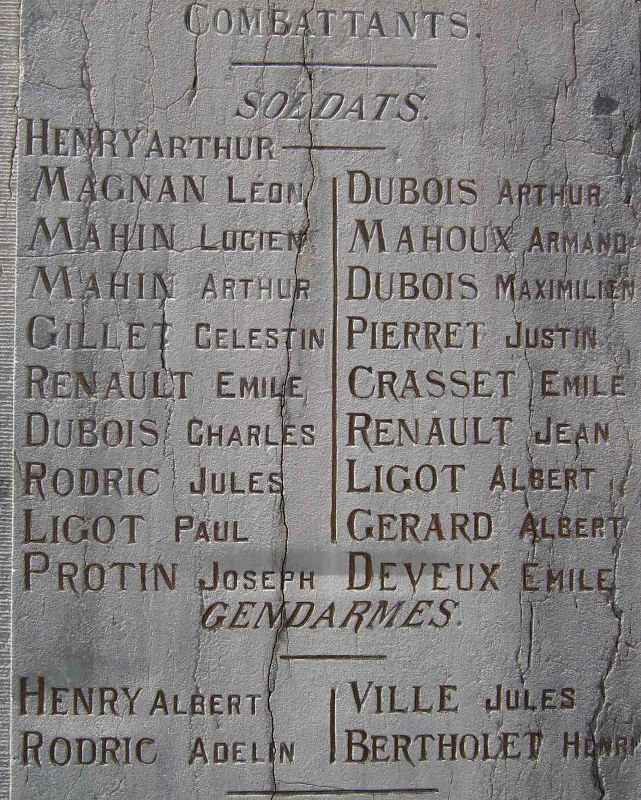 COMBATTANTS.
SOLDATS.
HENRY ARTHUR
MAGNAN LÉON
MAHIN LUCIEN
MAHIN ARTHUR
GILLET CELESTIN
RENAULT EMILE
DUBOIS CHARLES
RODRIC JULES
LIGOT PAUL
PROTIN JOSEPH
DUBOIS ARTHUR
MAHOUX ARMAND
DUBOIS MAXIMILIEN
PIERRET JUSTIN
CRASSET EMILE
RENAULT JEAN
LIGOT ALBERT
GERARD ALBERT
DEVEUX EMILE
GENDARMES.
HENRY ALBERT
RODRIC ADELIN
VILLE JULES
BERTHOLET HENRI